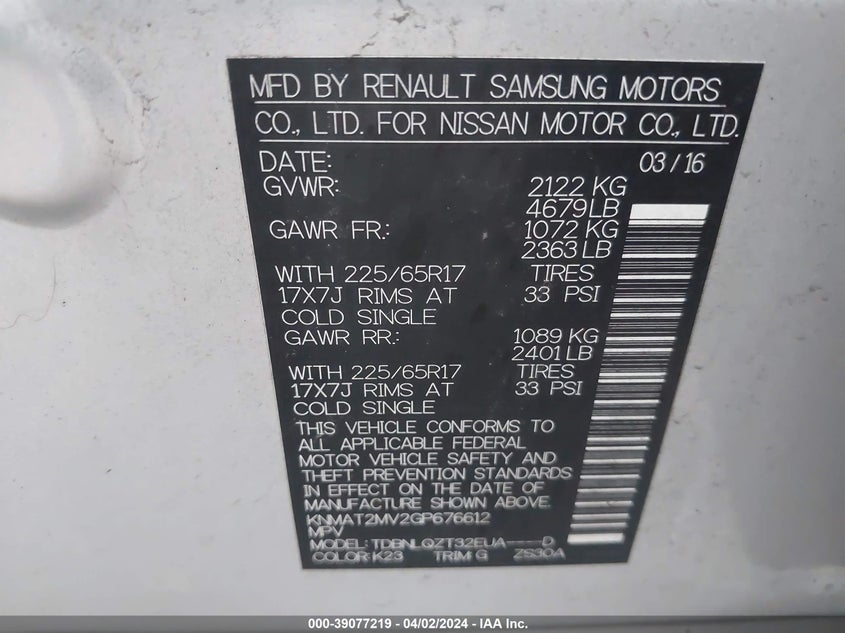 MFD BY RENAULT SAMSUNG MOTORS
CO., LTD. FOR NISSAN MOTOR CO., LTD.
DATE: 03/16
GVWR: 2122 KG
4679 LB
GAWR FR.: 1072 KG
2363 LB
WITH 225/65R17 TIRES
17X7J RIMS AT 33 PSI
COLD SINGLE
GAWR RR.: 1089 KG
2401 LB
WITH 225/65R17 TIRES
17X7J RIMS AT 33 PSI
COLD SINGLE
THIS VEHICLE CONFORMS TO
ALL APPLICABLE FEDERAL
MOTOR VEHICLE SAFETY AND
THEFT PREVENTION STANDARDS
IN EFFECT ON THE DATE OF
MANUFACTURE SHOWN ABOVE.
KNMAT2MV2GP676612
MPV
MODEL: TDBNLQZT32EUA----D
COLOR:K23 TRIM:G ZS30A
000-39077219 - 04/02/2024 - IAA Inc.